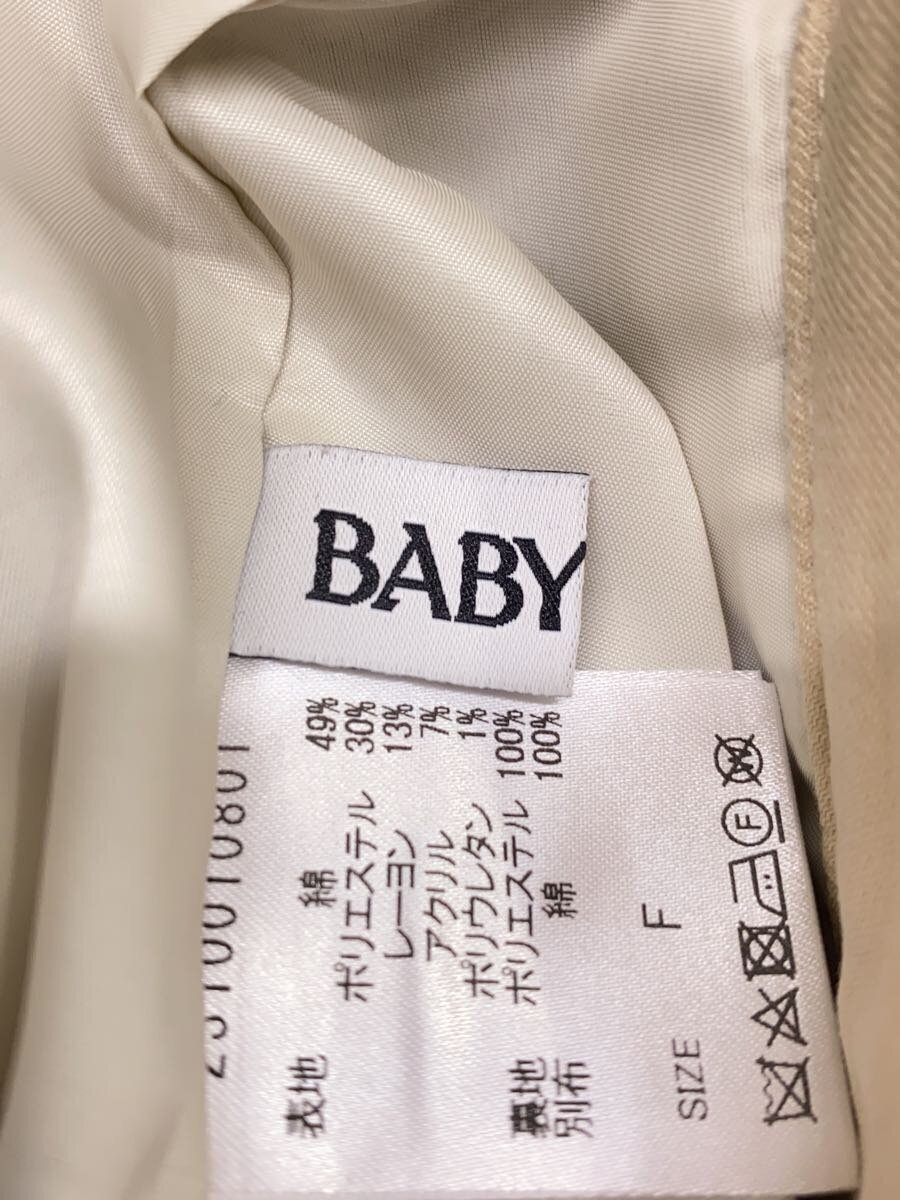 BABY
2310010801
表地 綿 49%
ポリエステル 30%
レーヨン 13%
アクリル 7%
ポリウレタン 1%
裏地 ポリエステル 100%
別布 綿 100%
SIZE F
F
W